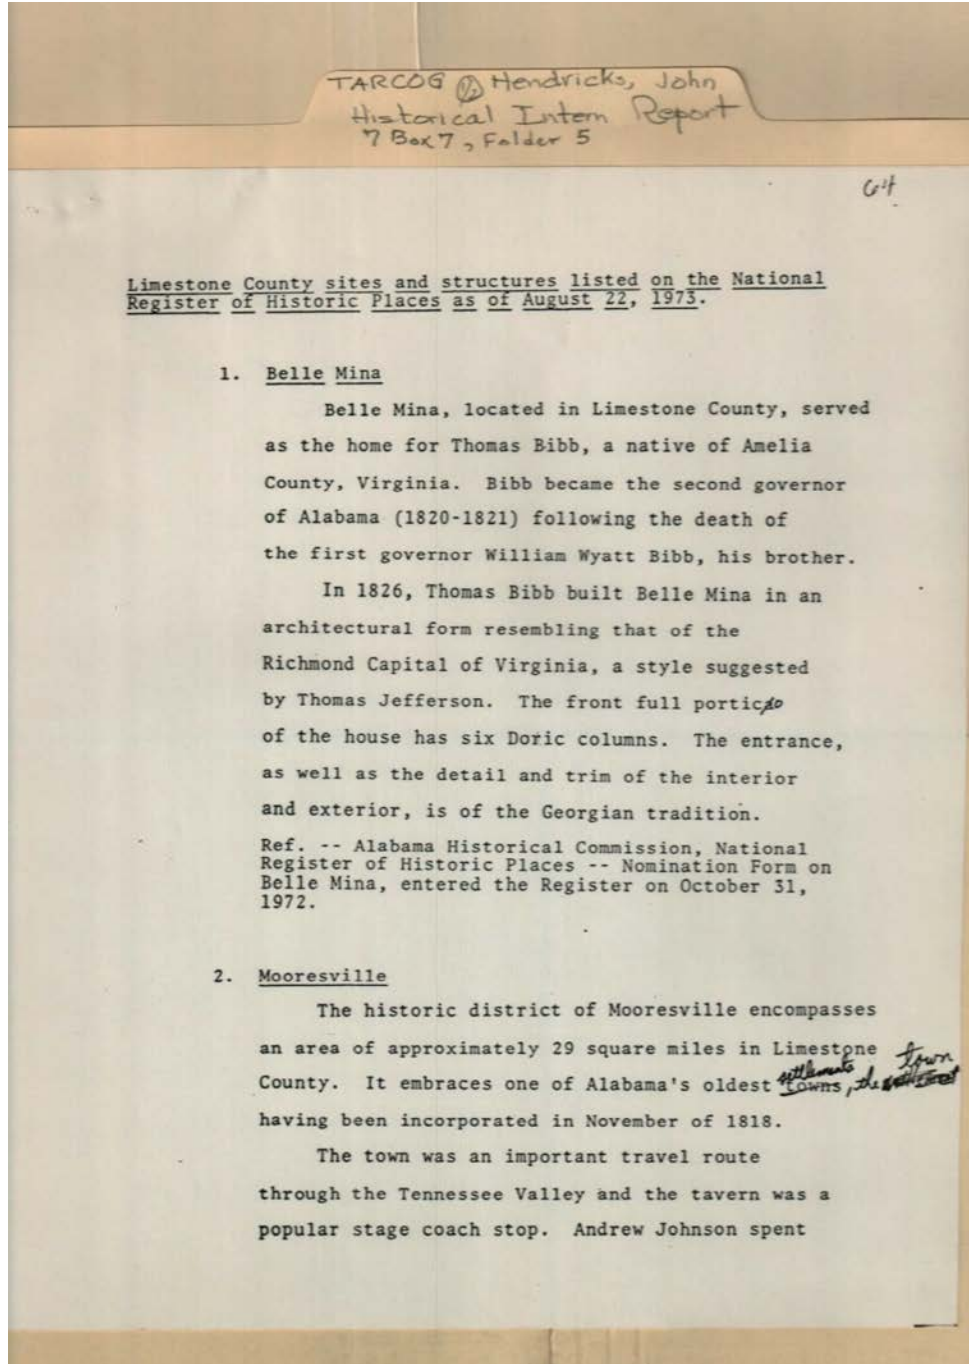 TARCOG 1/2 Hendricks, John
Historical Intern Report
7 Box 7, Folder 5
64
Limestone County sites and structures listed on the National
Register of Historic Places as of August 22, 1973.
1. Belle Mina
Belle Mina, located in Limestone County, served
as the home for Thomas Bibb, a native of Amelia
County, Virginia. Bibb became the second governor
of Alabama (1820-1821) following the death of
the first governor William Wyatt Bibb, his brother.
In 1826, Thomas Bibb built Belle Mina in an
architectural form resembling that of the
Richmond Capital of Virginia, a style suggested
by Thomas Jefferson. The front full portico
of the house has six Doric columns. The entrance,
as well as the detail and trim of the interior
and exterior, is of the Georgian tradition.
Ref. -- Alabama Historical Commission, National
Register of Historic Places -- Nomination Form on
Belle Mina, entered the Register on October 31,
1972.
2. Mooresville
The historic district of Mooresville encompasses
an area of approximately 29 square miles in Limestone
County. It embraces one of Alabama's oldest towns settlements, the town
having been incorporated in November of 1818.
The town was an important travel route
through the Tennessee Valley and the tavern was a
popular stage coach stop. Andrew Johnson spent